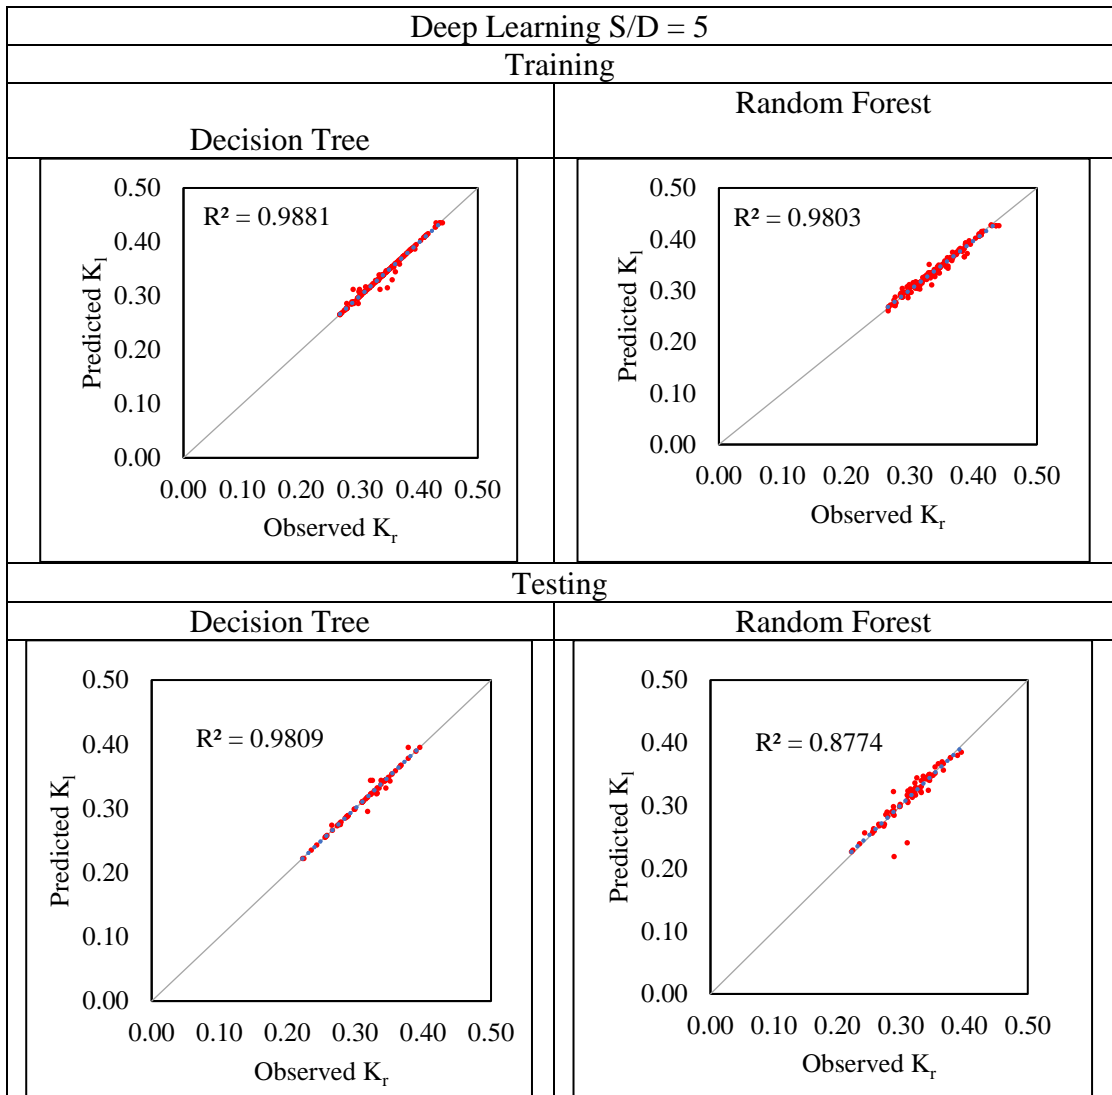 Deep Learning S/D = 5
Training
Decision Tree
Random Forest
R² = 0.9881
0.50
0.40
0.30
0.20
0.10
0.00
Predicted Kl
0.00 0.10 0.20 0.30 0.40 0.50
Observed Kr
R² = 0.9803
0.50
0.40
0.30
0.20
0.10
0.00
Predicted Kl
0.00 0.10 0.20 0.30 0.40 0.50
Observed Kr
Testing
Decision Tree
Random Forest
R² = 0.9809
0.50
0.40
0.30
0.20
0.10
0.00
Predicted Kl
0.00 0.10 0.20 0.30 0.40 0.50
Observed Kr
R² = 0.8774
0.50
0.40
0.30
0.20
0.10
0.00
Predicted Kl
0.00 0.10 0.20 0.30 0.40 0.50
Observed Kr